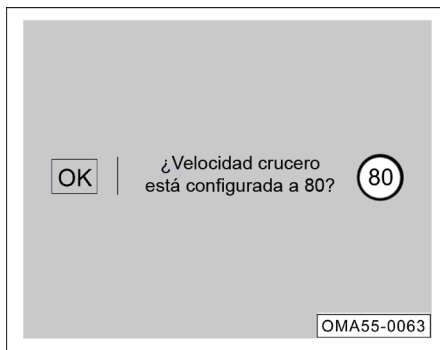 OK
¿Velocidad crucero
está configurada a 80?
80
OMA55-0063